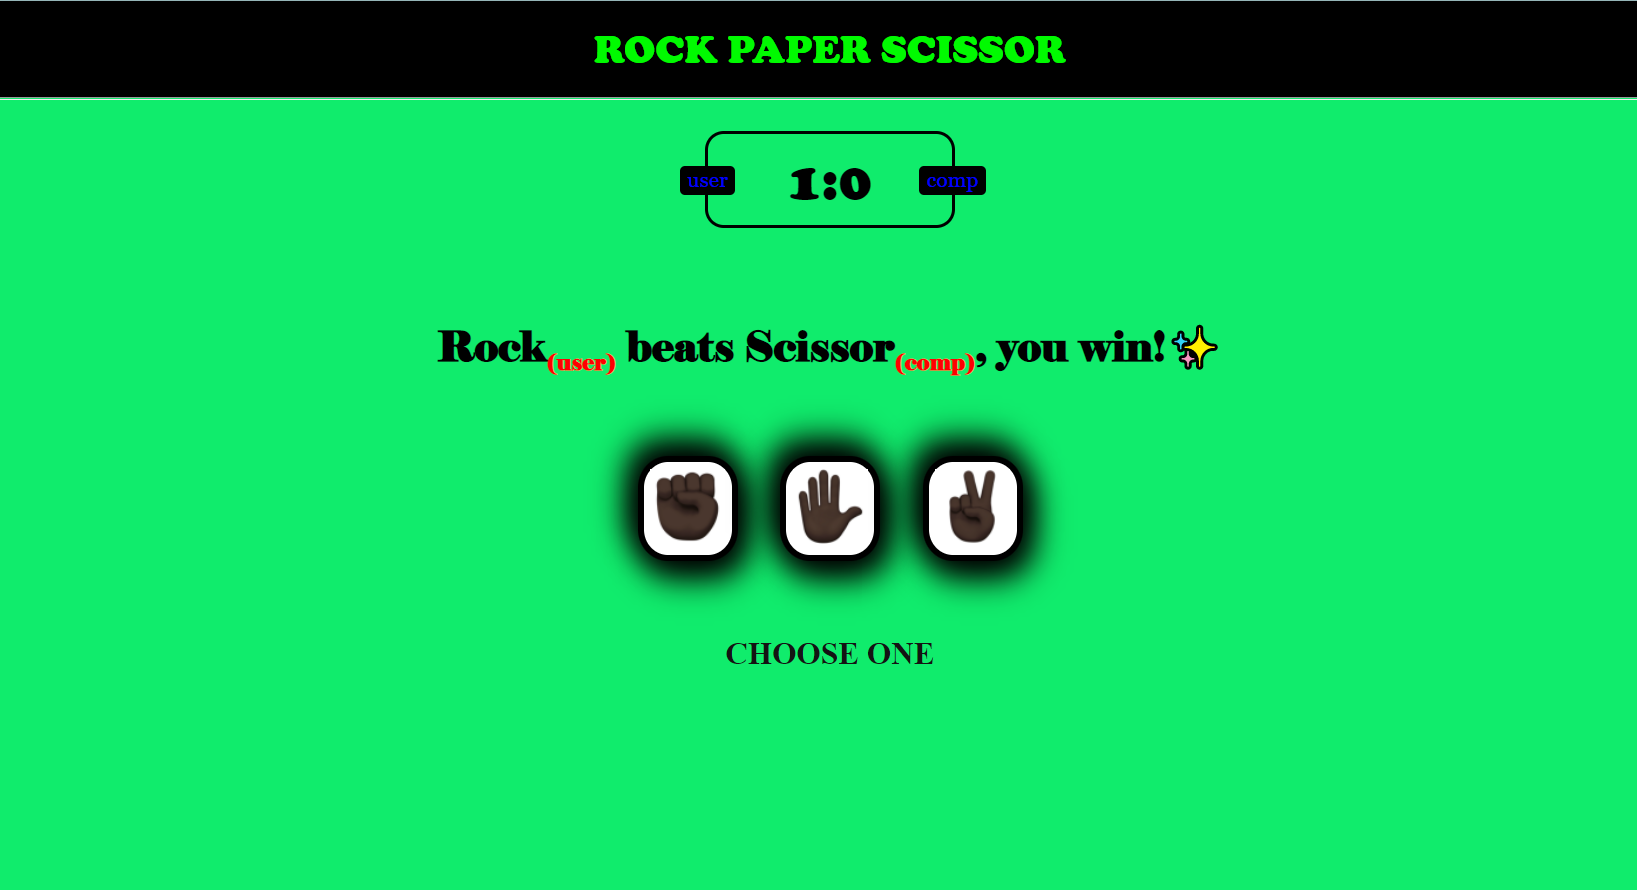 ROCK PAPER SCISSOR
user 1:0 comp
Rock(user) beats Scissor(comp), you win!✨
CHOOSE ONE